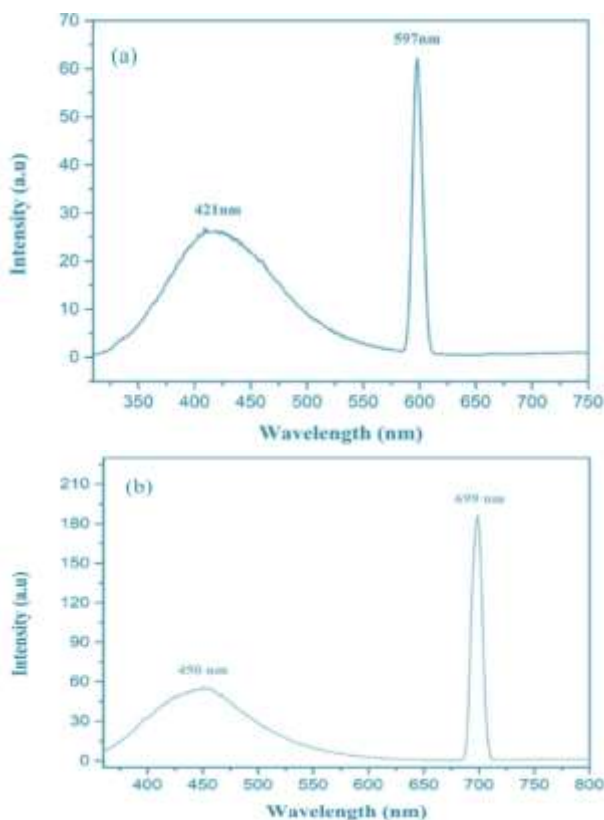 (a)
597nm
421nm
70
60
50
40
30
20
10
0
Intensity (a.u)
350 400 450 500 550 600 650 700 750
Wavelength (nm)
(b)
699 nm
450 nm
210
180
150
120
90
60
30
0
Intensity (a.u)
400 450 500 550 600 650 700 750 800
Wavelength (nm)